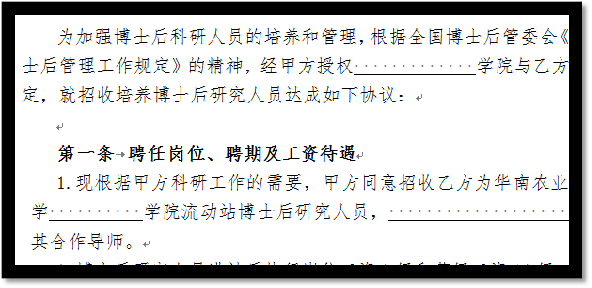 为加强博士后科研人员的培养和管理，根据全国博士后管委会《
士后管理工作规定》的精神，经甲方授权 学院与乙方
定，就招收培养博士后研究人员达成如下协议：
第一条 聘任岗位、聘期及工资待遇
1.现根据甲方科研工作的需要，甲方同意招收乙方为华南农业
学 学院流动站博士后研究人员，
其合作导师。